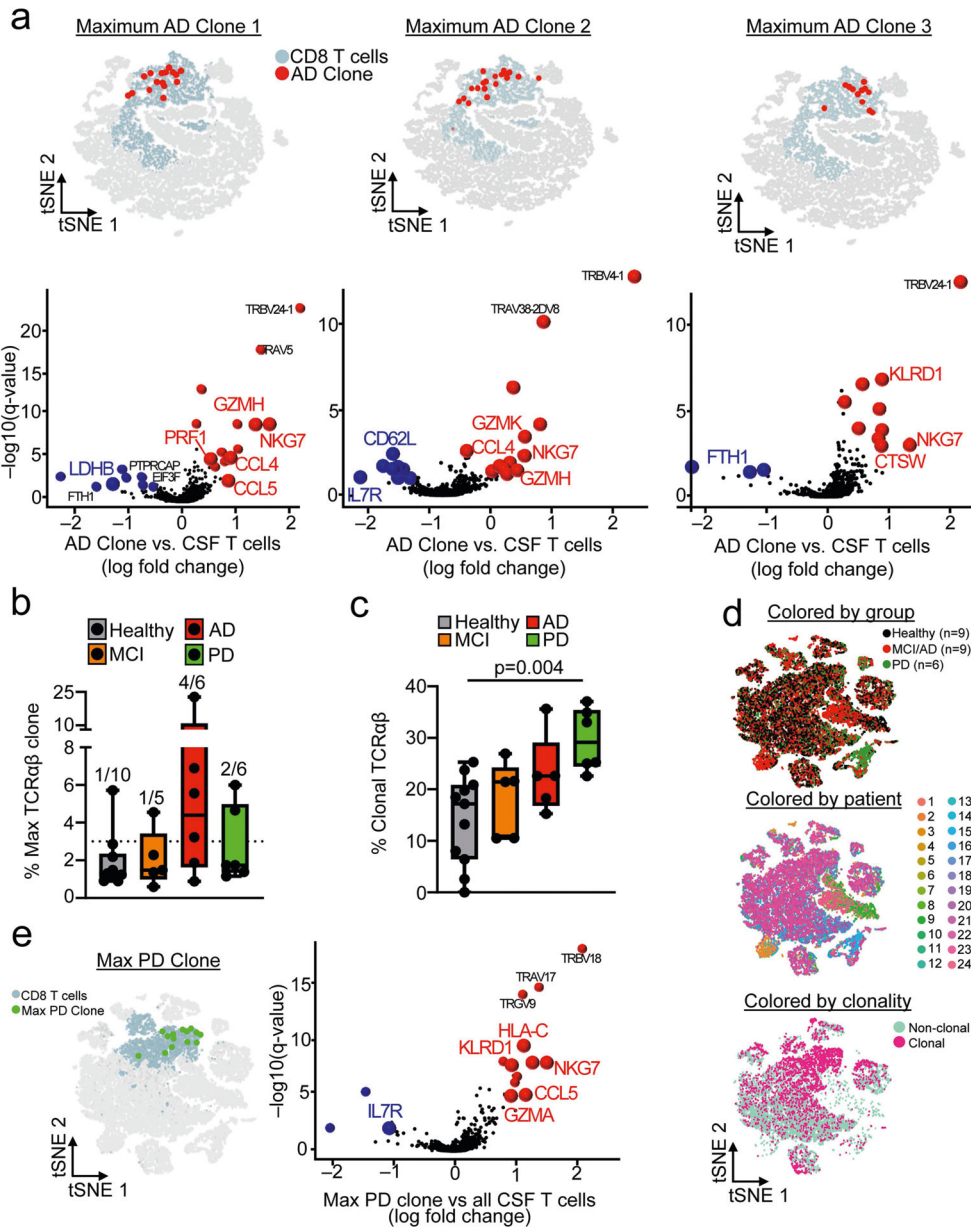 a
Maximum AD Clone 1
Maximum AD Clone 2
Maximum AD Clone 3
CD8 T cells
AD Clone
tSNE 2
tSNE 1
tSNE 2
tSNE 1
tSNE 2
tSNE 1
–log10(q-value)
20
15
10
5
0
TRBV24-1
TRAV5
GZMH
PRF1
NKG7
CCL4
CCL5
LDHB
PTPRCAP
EIF3F
FTH1
–2 –1 0 1 2
AD Clone vs. CSF T cells
(log fold change)
10
5
0
TRBV4-1
TRAV38-2DV8
GZMK
CD62L
CCL4
NKG7
GZMH
IL7R
–2 –1 0 1 2
AD Clone vs. CSF T cells
(log fold change)
10
5
0
TRBV24-1
KLRD1
NKG7
CTSW
FTH1
–2 –1 0 1 2
AD Clone vs. CSF T cells
(log fold change)
b
Healthy AD
MCI PD
% Max TCRαβ clone
25
10
8
6
4
2
0
1/10
1/5
4/6
2/6
c
Healthy AD
MCI PD
p=0.004
% Clonal TCRαβ
40
30
20
10
0
d
Colored by group
Healthy (n=9)
MCI/AD (n=9)
PD (n=6)
Colored by patient
1 13
2 14
3 15
4 16
5 17
6 18
7 19
8 20
9 21
10 22
11 23
12 24
Colored by clonality
Non-clonal
Clonal
tSNE 2
tSNE 1
e
Max PD Clone
CD8 T cells
Max PD Clone
tSNE 2
tSNE 1
–log10(q-value)
15
10
5
0
TRBV18
TRAV17
TRGV9
HLA-C
KLRD1
NKG7
CCL5
GZMA
IL7R
–2 –1 0 1 2
Max PD clone vs all CSF T cells
(log fold change)